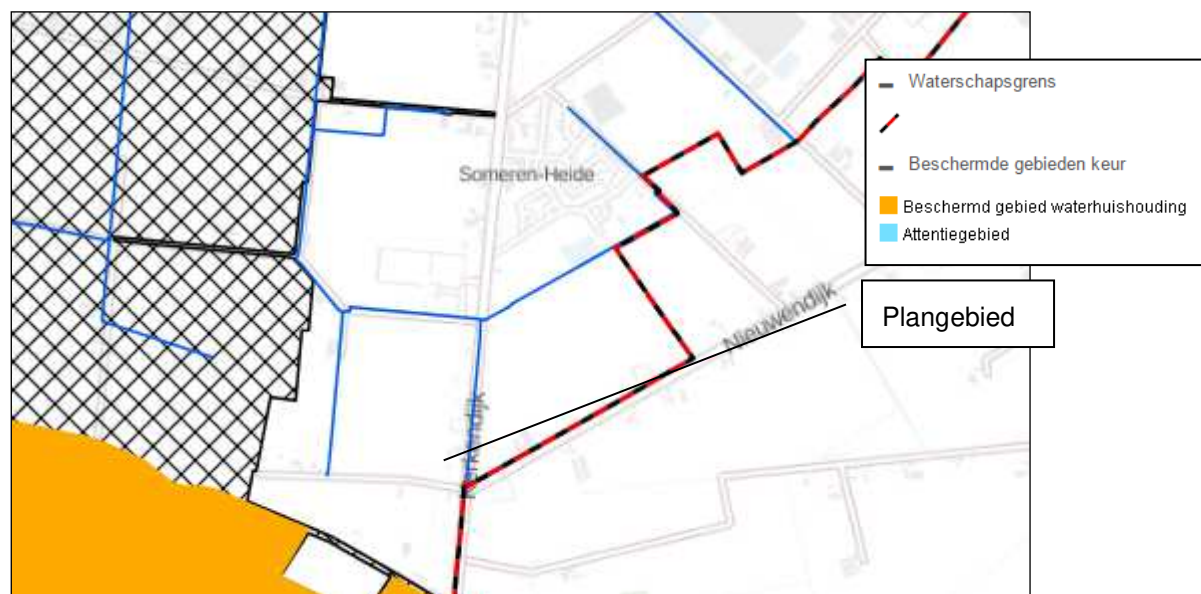 Waterschapsgrens
Beschermde gebieden keur
Beschermd gebied waterhuishouding
Attentiegebied
Someren-Heide
Nieuwendijk
Plangebied